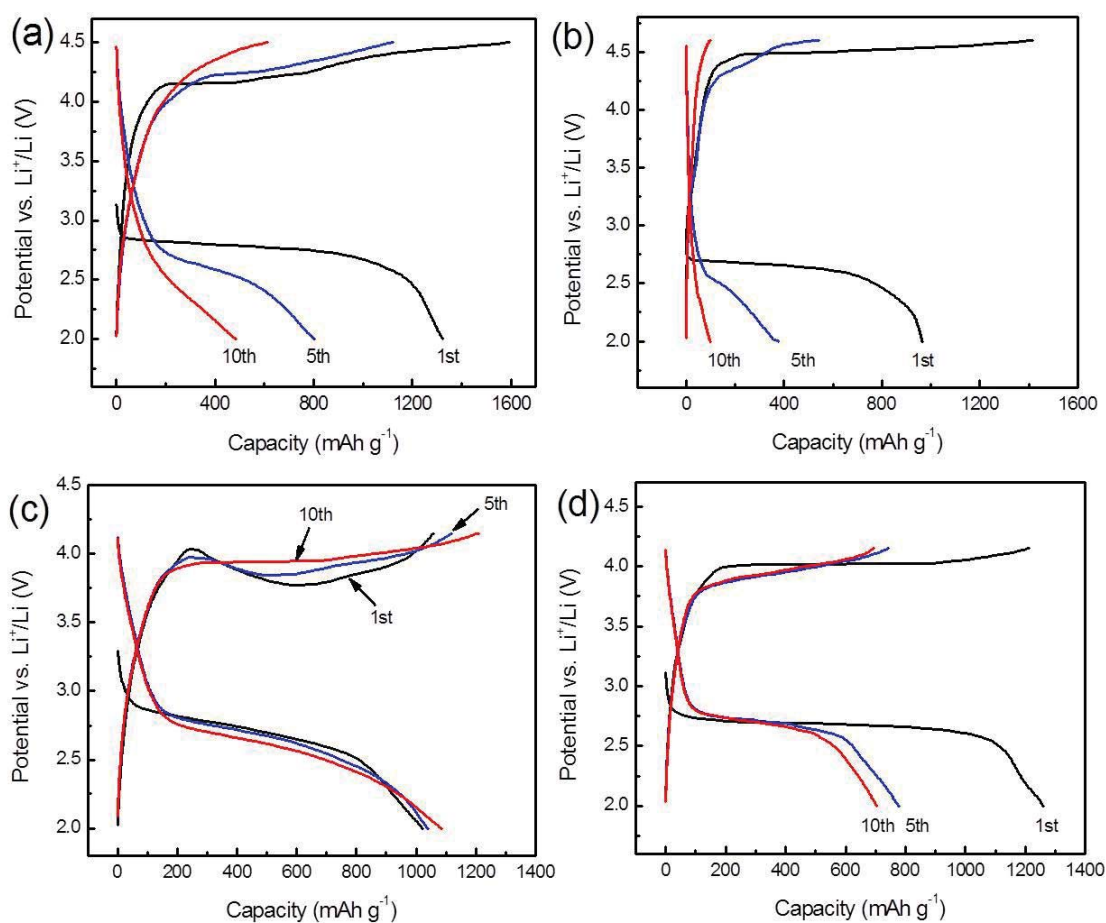 (a)
4.5
4.0
3.5
3.0
2.5
2.0
Potential vs. Li⁺/Li (V)
10th
5th
1st
0
400
800
1200
1600
Capacity (mAh g⁻¹)
(b)
4.5
4.0
3.5
3.0
2.5
2.0
Potential vs. Li⁺/Li (V)
10th
5th
1st
0
400
800
1200
1600
Capacity (mAh g⁻¹)
(c)
4.5
4.0
3.5
3.0
2.5
2.0
Potential vs. Li⁺/Li (V)
10th
5th
1st
0
200
400
600
800
1000
1200
1400
Capacity (mAh g⁻¹)
(d)
4.5
4.0
3.5
3.0
2.5
2.0
Potential vs. Li⁺/Li (V)
10th
5th
1st
0
200
400
600
800
1000
1200
1400
Capacity (mAh g⁻¹)